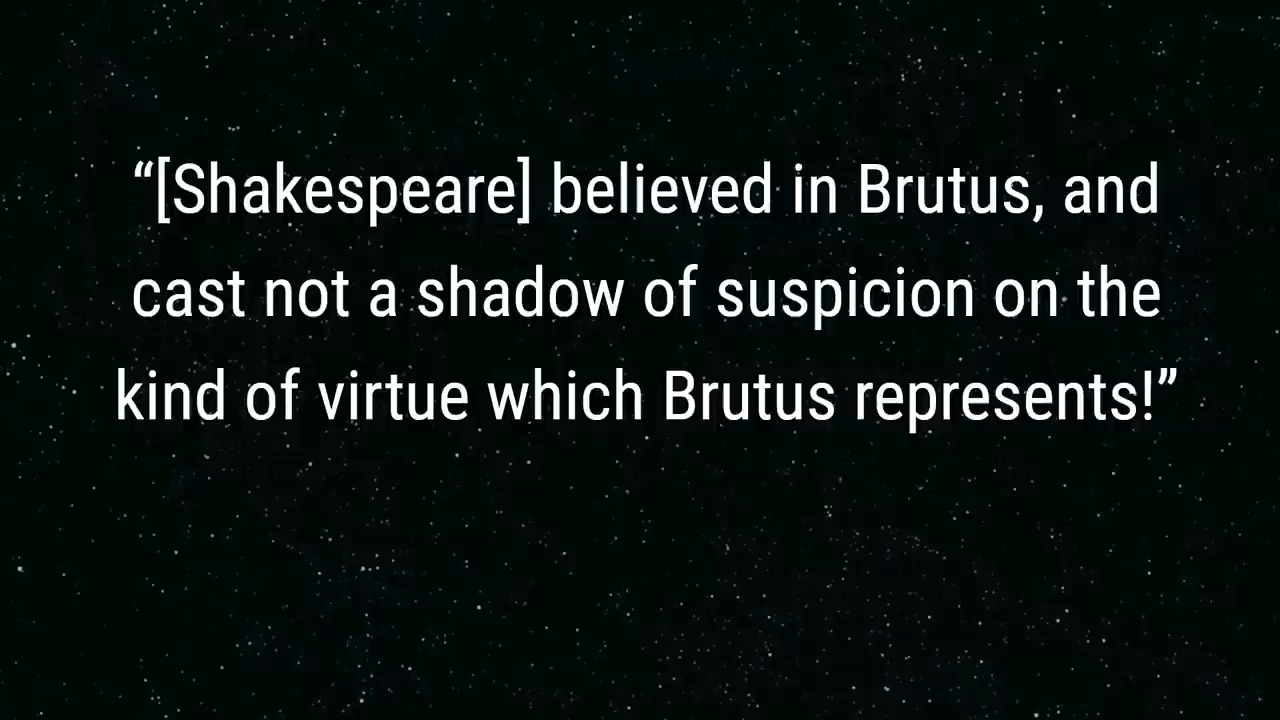 “[Shakespeare] believed in Brutus, and
cast not a shadow of suspicion on the
kind of virtue which Brutus represents!”